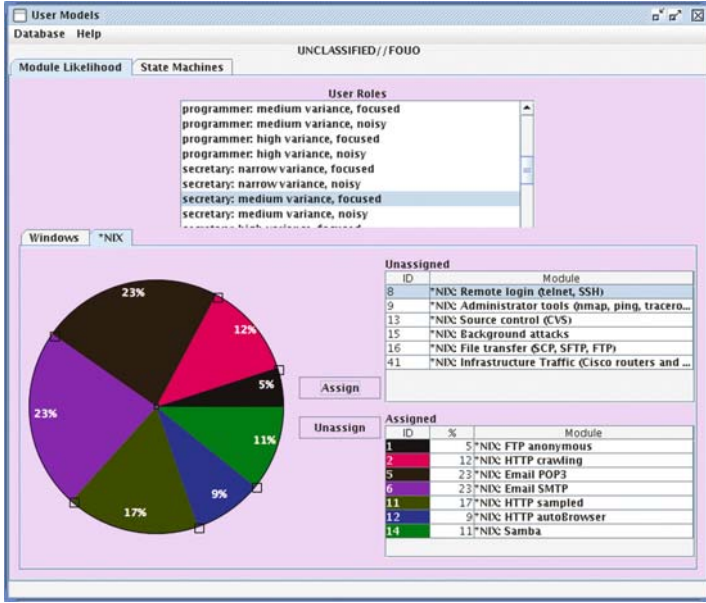 User Models
Database Help
UNCLASSIFIED//FOUO
Module Likelihood State Machines
User Roles
programmer: medium variance, focused
programmer: medium variance, noisy
programmer: high variance, focused
programmer: high variance, noisy
secretary: narrow variance, focused
secretary: narrow variance, noisy
secretary: medium variance, focused
secretary: medium variance, noisy
Windows *NIX
23%
12%
5%
11%
9%
17%
23%
Assign
Unassign
Unassigned
ID Module
8 *NIX: Remote login (telnet, SSH)
9 *NIX: Administrator tools (nmap, ping, tracero...
13 *NIX: Source control (CVS)
15 *NIX: Background attacks
16 *NIX: File transfer (SCP, SFTP, FTP)
41 *NIX: Infrastructure Traffic (Cisco routers and ...
Assigned
ID % Module
1 5 *NIX: FTP anonymous
2 12 *NIX: HTTP crawling
5 23 *NIX: Email POP3
6 23 *NIX: Email SMTP
11 17 *NIX: HTTP sampled
12 9 *NIX: HTTP autoBrowser
14 11 *NIX: Samba